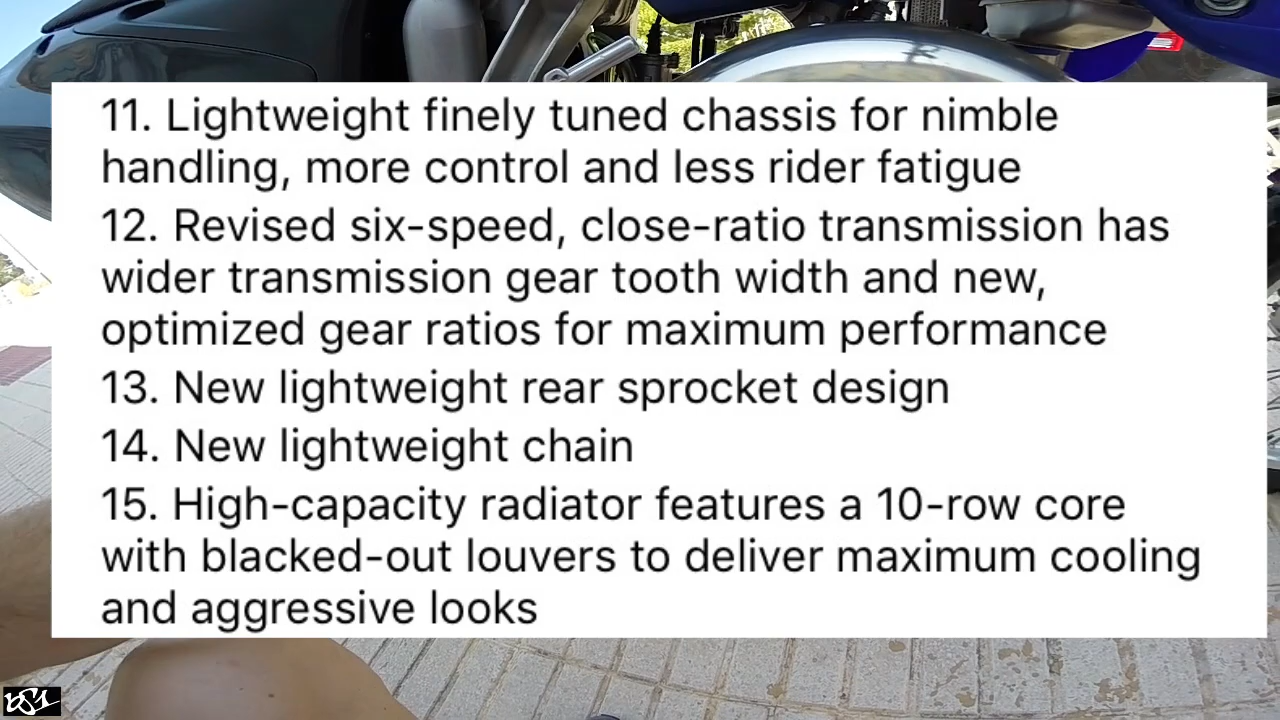 11. Lightweight finely tuned chassis for nimble
handling, more control and less rider fatigue
12. Revised six-speed, close-ratio transmission has
wider transmission gear tooth width and new,
optimized gear ratios for maximum performance
13. New lightweight rear sprocket design
14. New lightweight chain
15. High-capacity radiator features a 10-row core
with blacked-out louvers to deliver maximum cooling
and aggressive looks